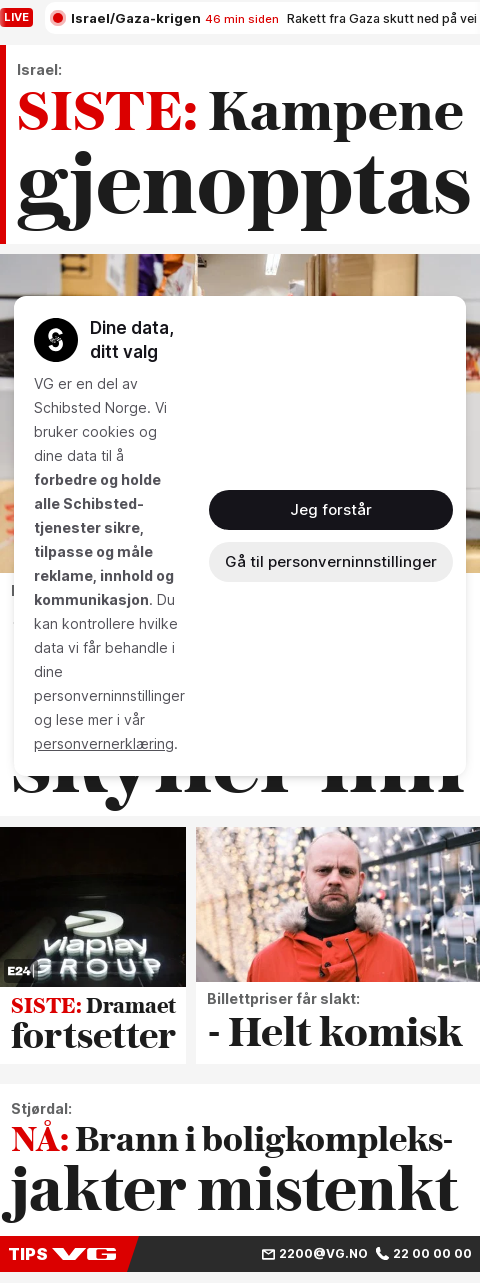 LIVE
Israel/Gaza-krigen 46 min siden Rakett fra Gaza skutt ned på vei
Israel:
SISTE: Kampene
gjenopptas
Dine data,
ditt valg
VG er en del av
Schibsted Norge. Vi
bruker cookies og
dine data til å
forbedre og holde
alle Schibsted-
tjenester sikre,
tilpasse og måle
reklame, innhold og
kommunikasjon. Du
kan kontrollere hvilke
data vi får behandle i
dine
personverninnstillinger
og lese mer i vår
personvernerklæring.
Jeg forstår
Gå til personverninnstillinger
viaplay
GROUP
E24
SISTE: Dramaet
fortsetter
Billettpriser får slakt:
- Helt komisk
Stjørdal:
NÅ: Brann i boligkompleks-
jakter mistenkt
TIPS VG 2200@VG.NO 22 00 00 00